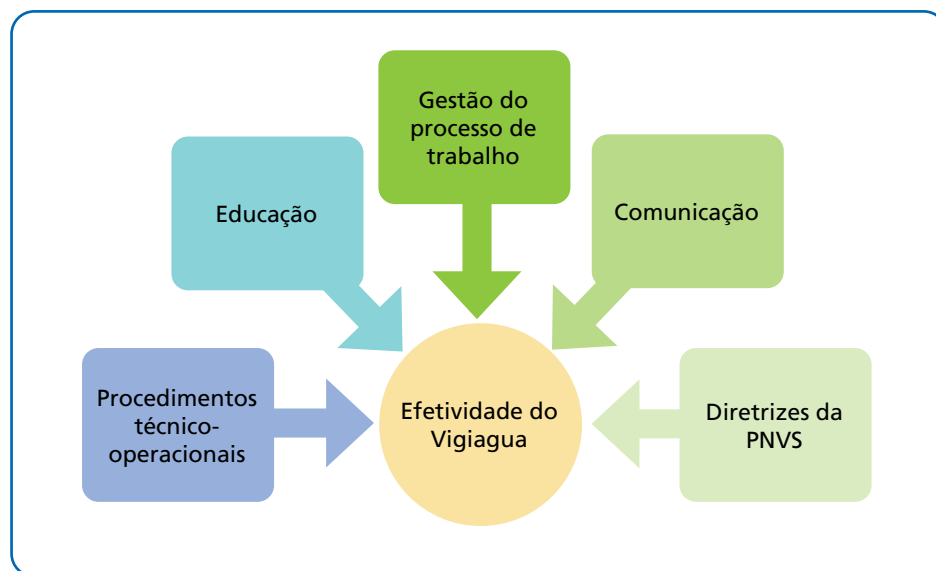 Gestão do
processo de
trabalho
Educação
Comunicação
Procedimentos
técnico-
operacionais
Efetividade do
Vigiagua
Diretrizes da
PNVS